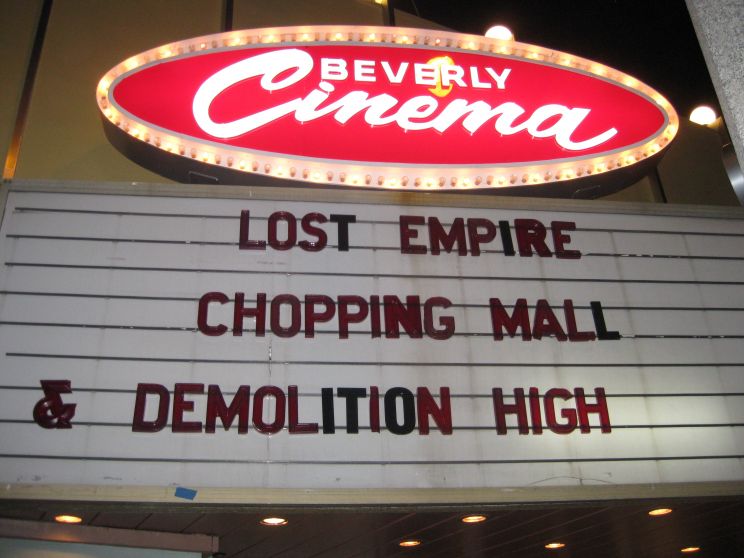 BEVERLY
Cinema
LOST EMPIRE
CHOPPING MALL
& DEMOLITION HIGH